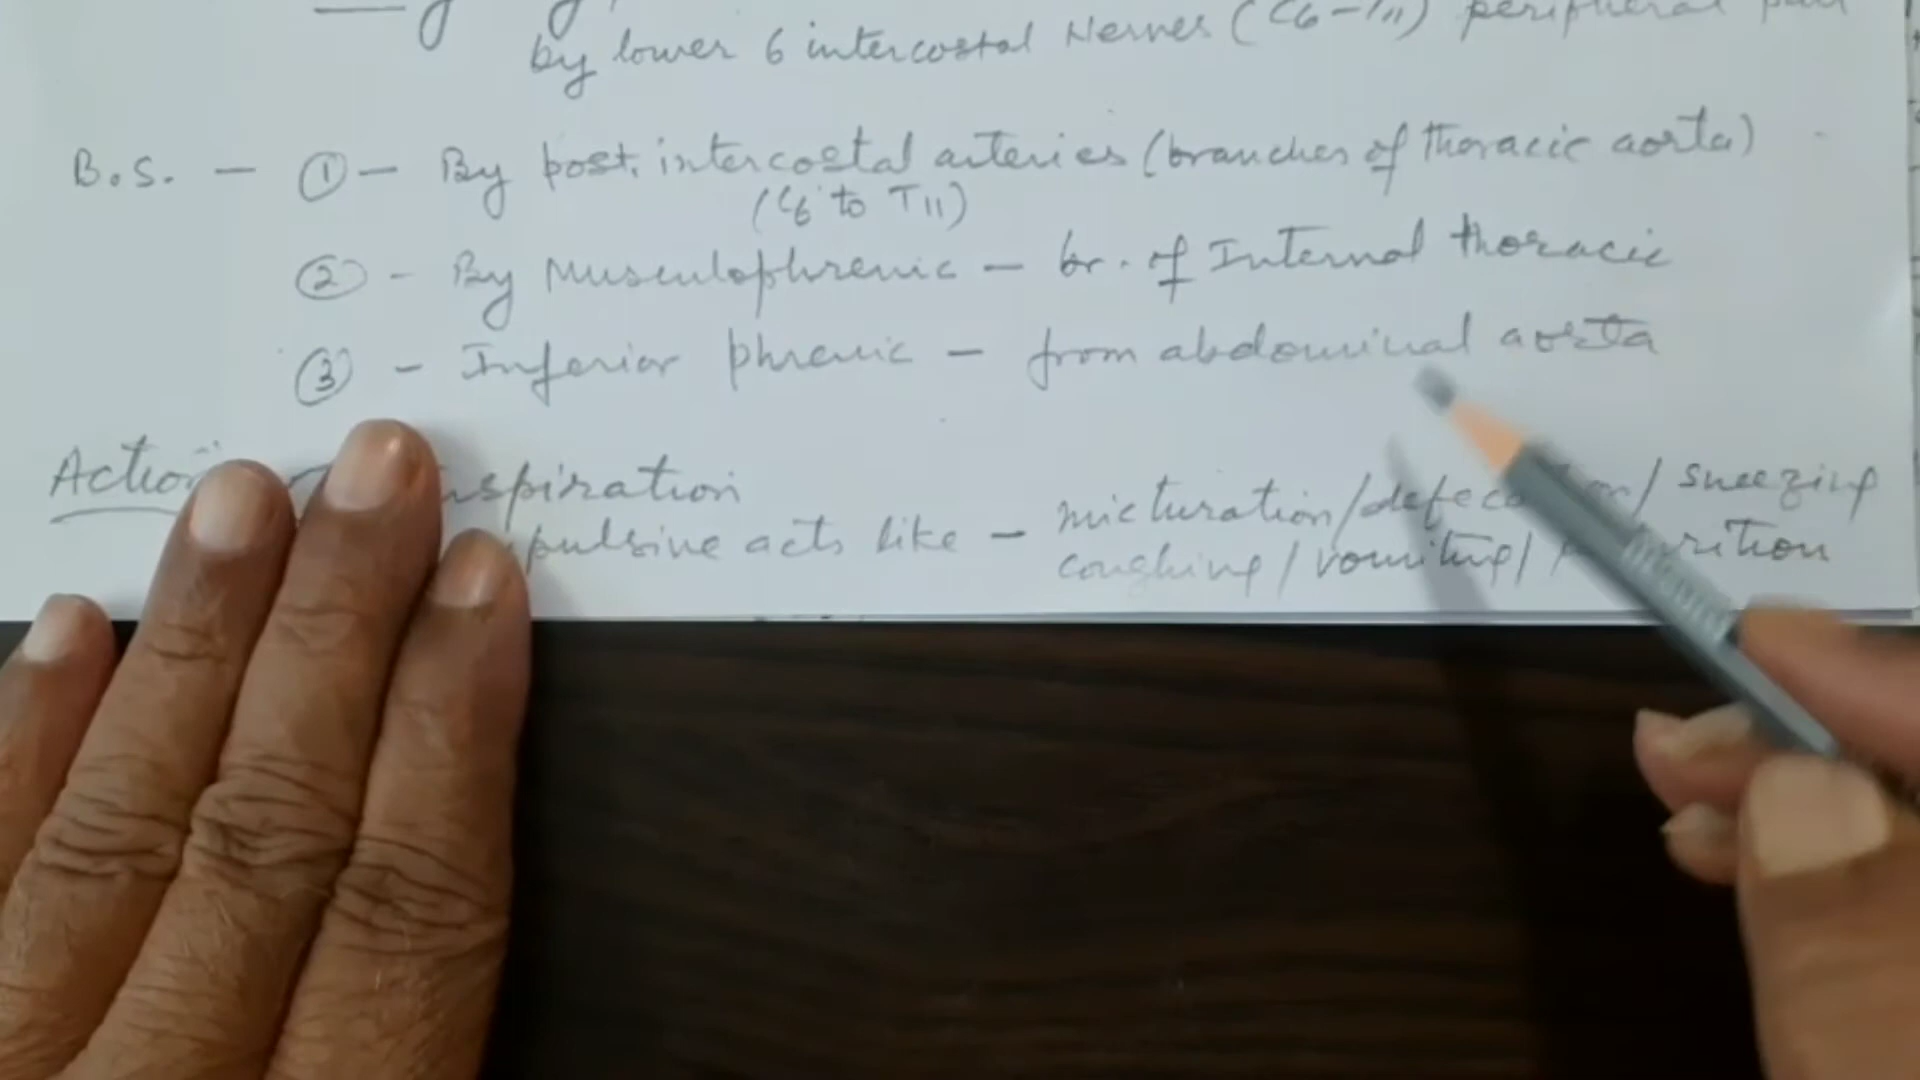 by lower 6 intercostal Nerves (C6-T11) peripheral
B.S. - ① - By post. intercostal arteries (branches of thoracic aorta)
(C6 to T11)
② - By Musculophrenic - br. of Internal thoracic
③ - Inferior phrenic - from abdominal aorta
Action
acts like - micturation/ / sneezing
coughing/vomiting/